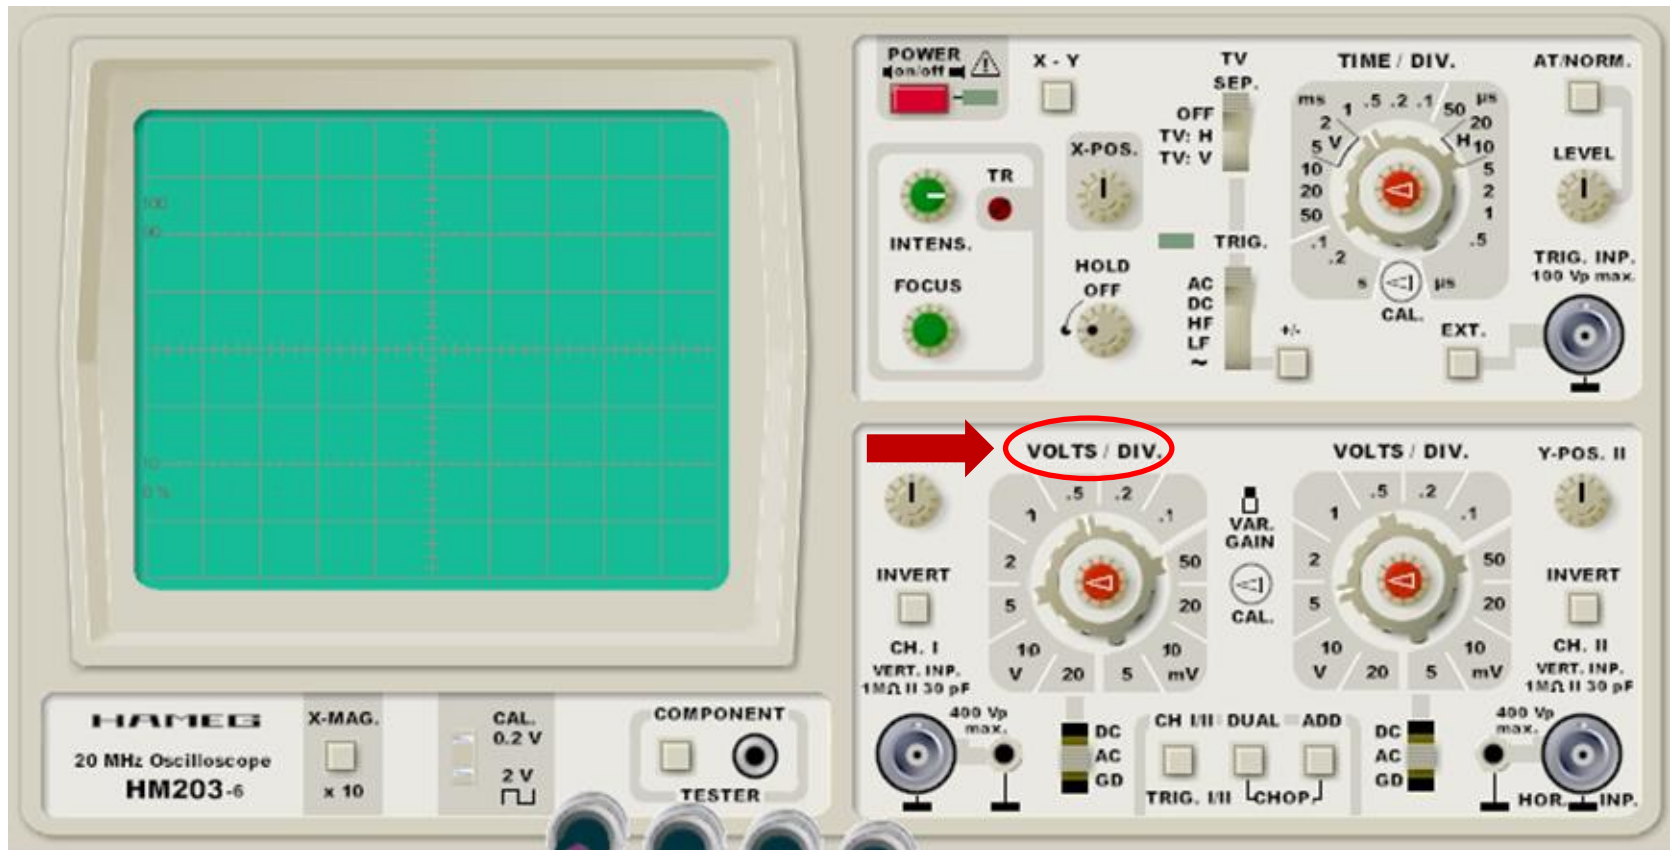 100
90
10
0 %
HAMEG
20 MHz Oscilloscope
HM203-6
X-MAG.
x 10
CAL.
0.2 V
2 V
COMPONENT
TESTER
POWER
on/off
X - Y
INTENS.
TR
FOCUS
X-POS.
HOLD
OFF
TV
SEP.
OFF
TV: H
TV: V
TRIG.
AC
DC
HF
LF
~
+/-
TIME / DIV.
ms 1 .5 .2 .1 50 µs
2 20
5 V H 10
10 5
20 2
50 1
.1 .5
.2
s µs
CAL.
EXT.
AT/NORM.
LEVEL
TRIG. INP.
100 Vp max.
VOLTS / DIV.
.5 .2
1 .1
2 50
5 20
10 10
V 20 5 mV
INVERT
CH. I
VERT. INP.
1MΩ II 30 pF
400 Vp
max.
DC
AC
GD
VAR.
GAIN
CAL.
CH I/II DUAL ADD
TRIG. I/II CHOP.
VOLTS / DIV.
.5 .2
1 .1
2 50
5 20
10 10
V 20 5 mV
DC
AC
GD
Y-POS. II
INVERT
CH. II
VERT. INP.
1MΩ II 30 pF
400 Vp
max.
HOR. INP.